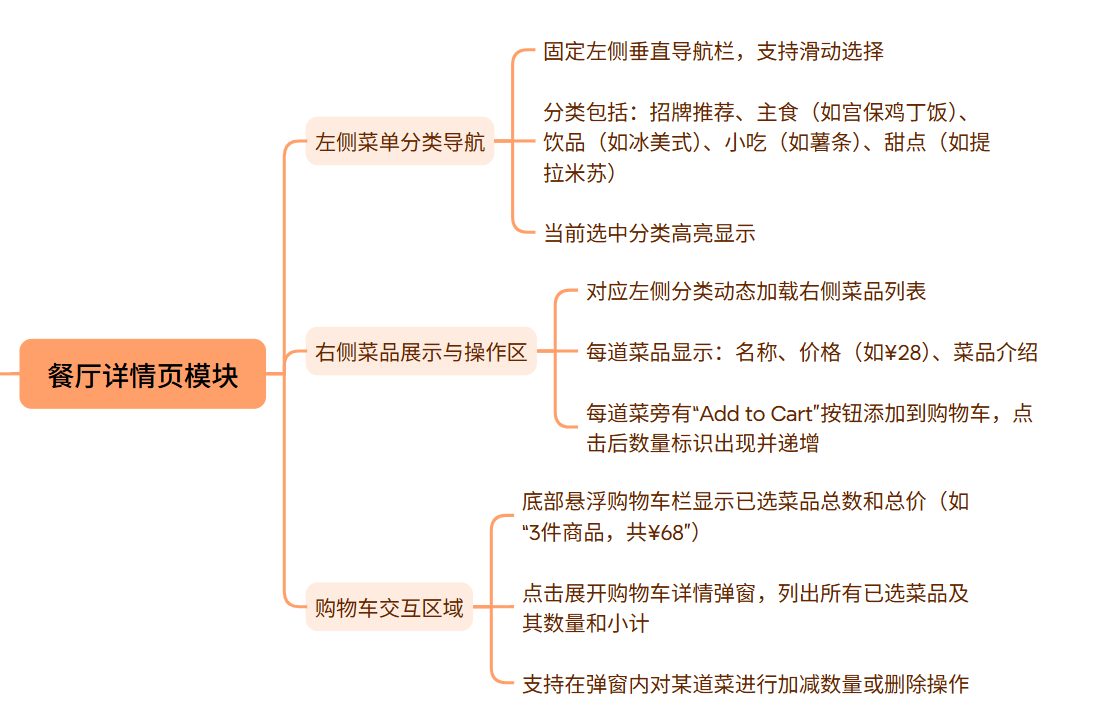 餐厅详情页模块
左侧菜单分类导航
固定左侧垂直导航栏，支持滑动选择
分类包括：招牌推荐、主食（如宫保鸡丁饭）、
饮品（如冰美式）、小吃（如薯条）、甜点（如提
拉米苏）
当前选中分类高亮显示
右侧菜品展示与操作区
对应左侧分类动态加载右侧菜品列表
每道菜品显示：名称、价格（如¥28）、菜品介绍
每道菜旁有“Add to Cart”按钮添加到购物车，点
击后数量标识出现并递增
购物车交互区域
底部悬浮购物车栏显示已选菜品总数和总价（如
“3件商品，共¥68”）
点击展开购物车详情弹窗，列出所有已选菜品及
其数量和小计
支持在弹窗内对某道菜进行加减数量或删除操作